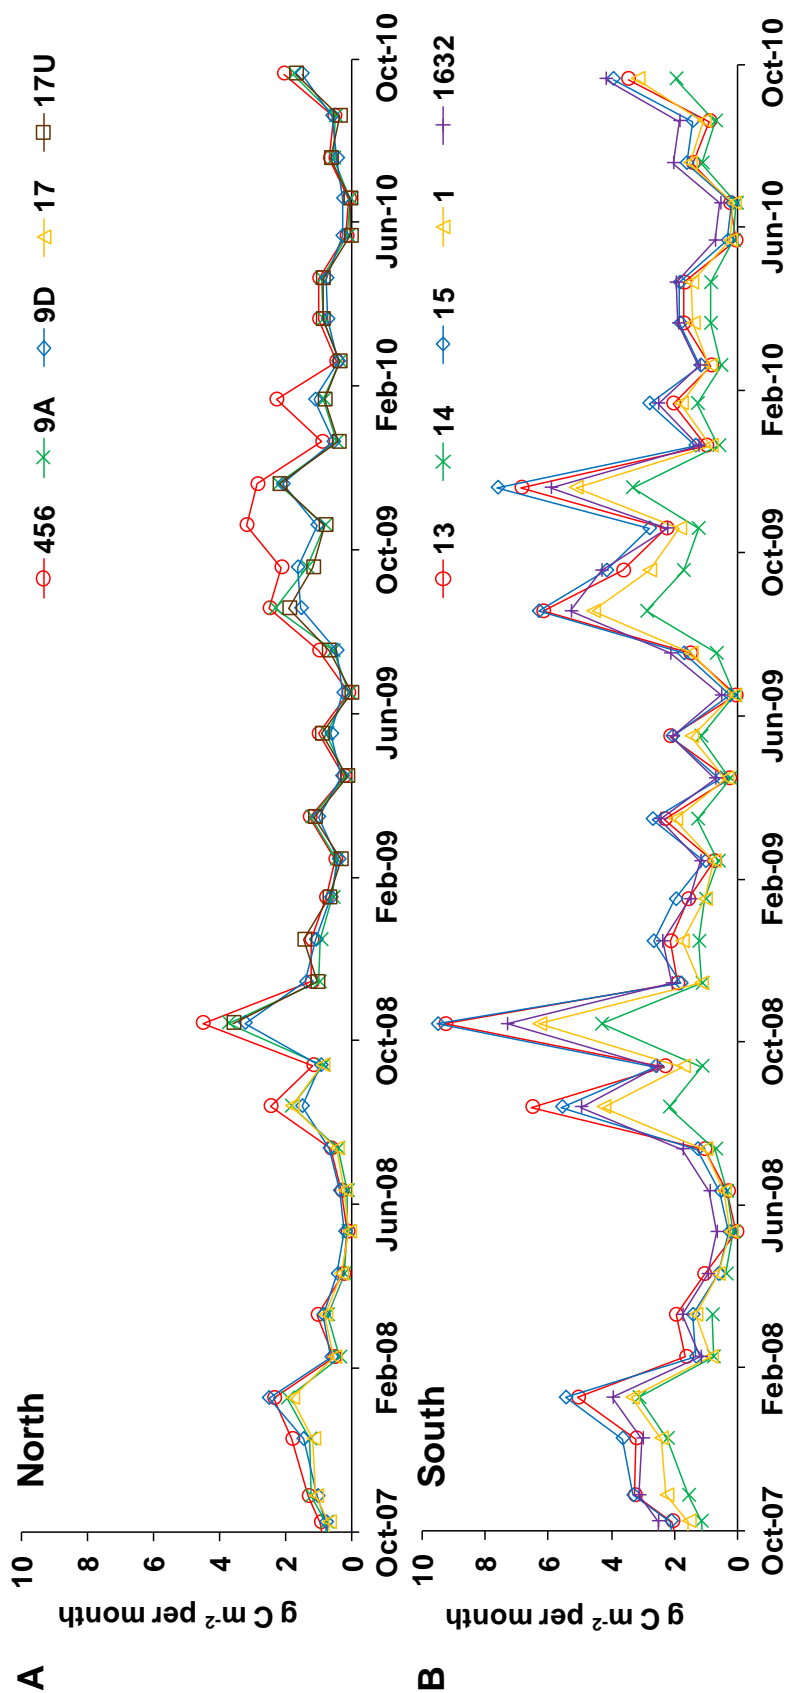 A
North
456 9A 9D 17 17U
g C m⁻² per month
10
8
6
4
2
0
Oct-07 Feb-08 Jun-08 Oct-08 Feb-09 Jun-09 Oct-09 Feb-10 Jun-10 Oct-10
B
South
13 14 15 1 1632
g C m⁻² per month
10
8
6
4
2
0
Oct-07 Feb-08 Jun-08 Oct-08 Feb-09 Jun-09 Oct-09 Feb-10 Jun-10 Oct-10